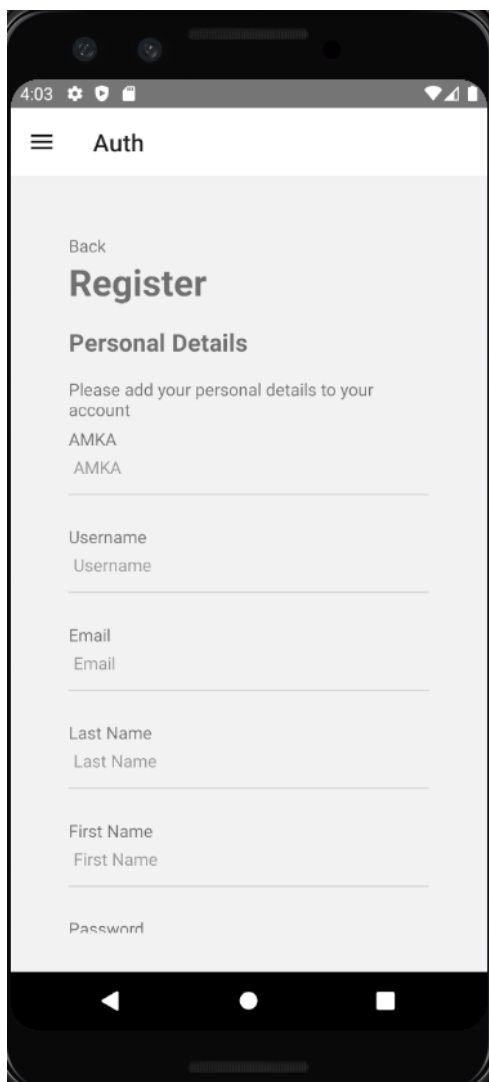 4:03
Auth
Back
Register
Personal Details
Please add your personal details to your
account
AMKA
AMKA
Username
Username
Email
Email
Last Name
Last Name
First Name
First Name
Password